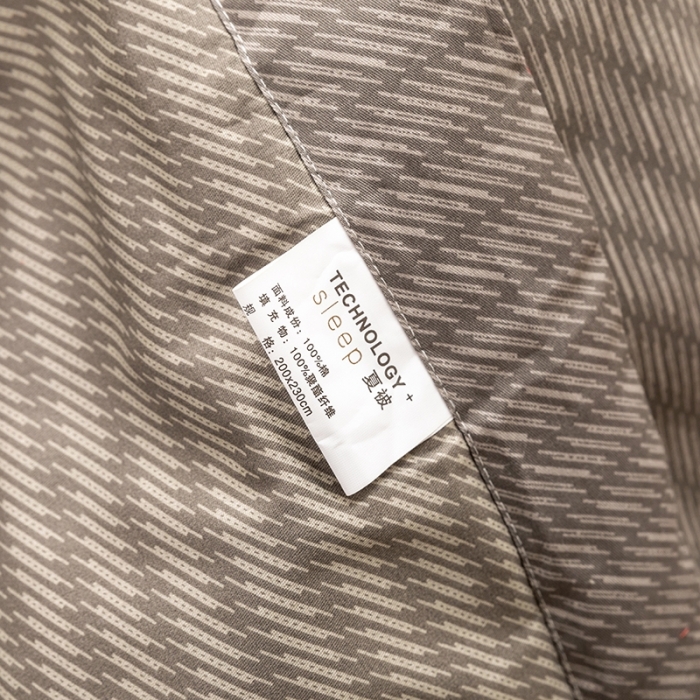 TECHNOLOGY +
sleep 夏被
面料成份：100%棉
填 充 物：100%聚酯纤维
规 格：200x230cm